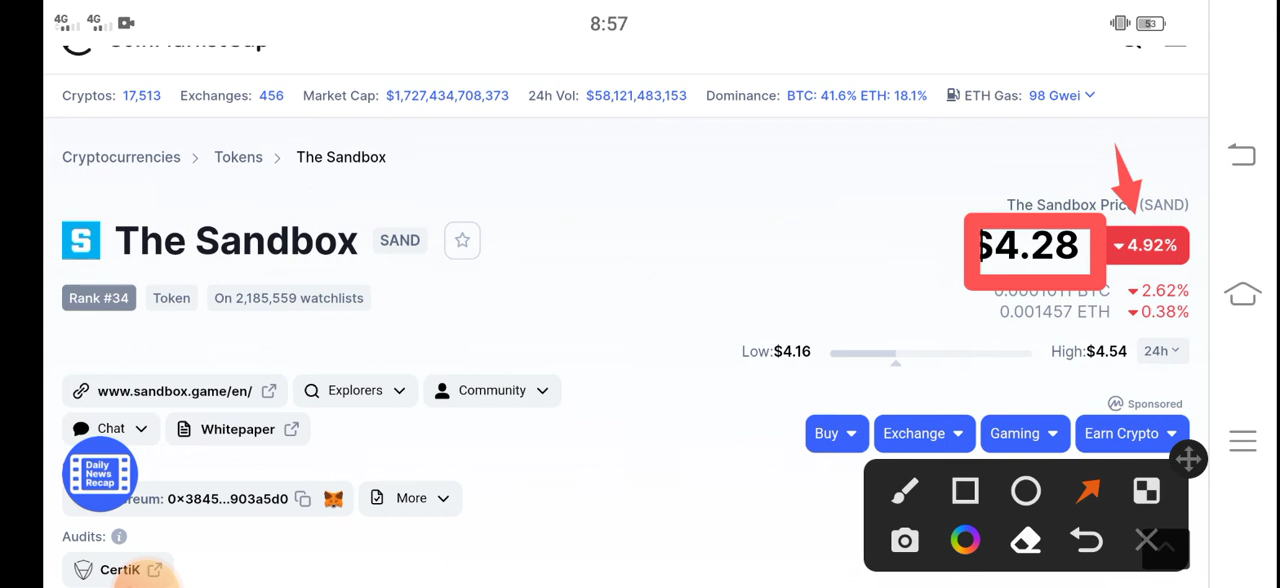 4G 4G 8:57 53
Cryptos: 17,513 Exchanges: 456 Market Cap: $1,727,434,708,373 24h Vol: $58,121,483,153 Dominance: BTC: 41.6% ETH: 18.1% ETH Gas: 98 Gwei
Cryptocurrencies > Tokens > The Sandbox
The Sandbox Price (SAND)
S The Sandbox SAND
$4.28 4.92%
Rank #34 Token On 2,185,559 watchlists
BTC 2.62%
0.001457 ETH 0.38%
Low:$4.16 High:$4.54 24h
www.sandbox.game/en/ Explorers Community
Sponsored
Chat Whitepaper
Buy Exchange Gaming Earn Crypto
Daily
News
Recap
0x3845...903a5d0 More
Audits: i
CertiK